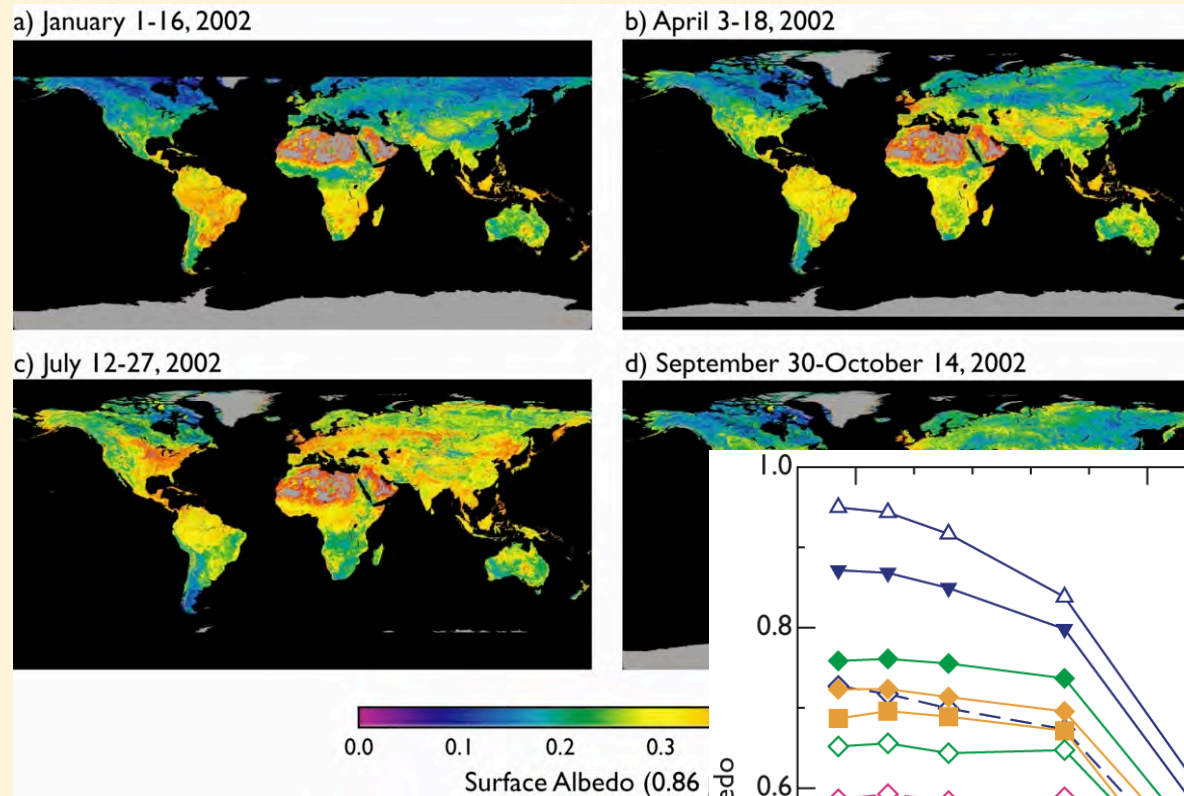 a) January 1-16, 2002
b) April 3-18, 2002
c) July 12-27, 2002
d) September 30-October 14, 2002
0.0 0.1 0.2 0.3
Surface Albedo (0.86
1.0
0.8
0.6